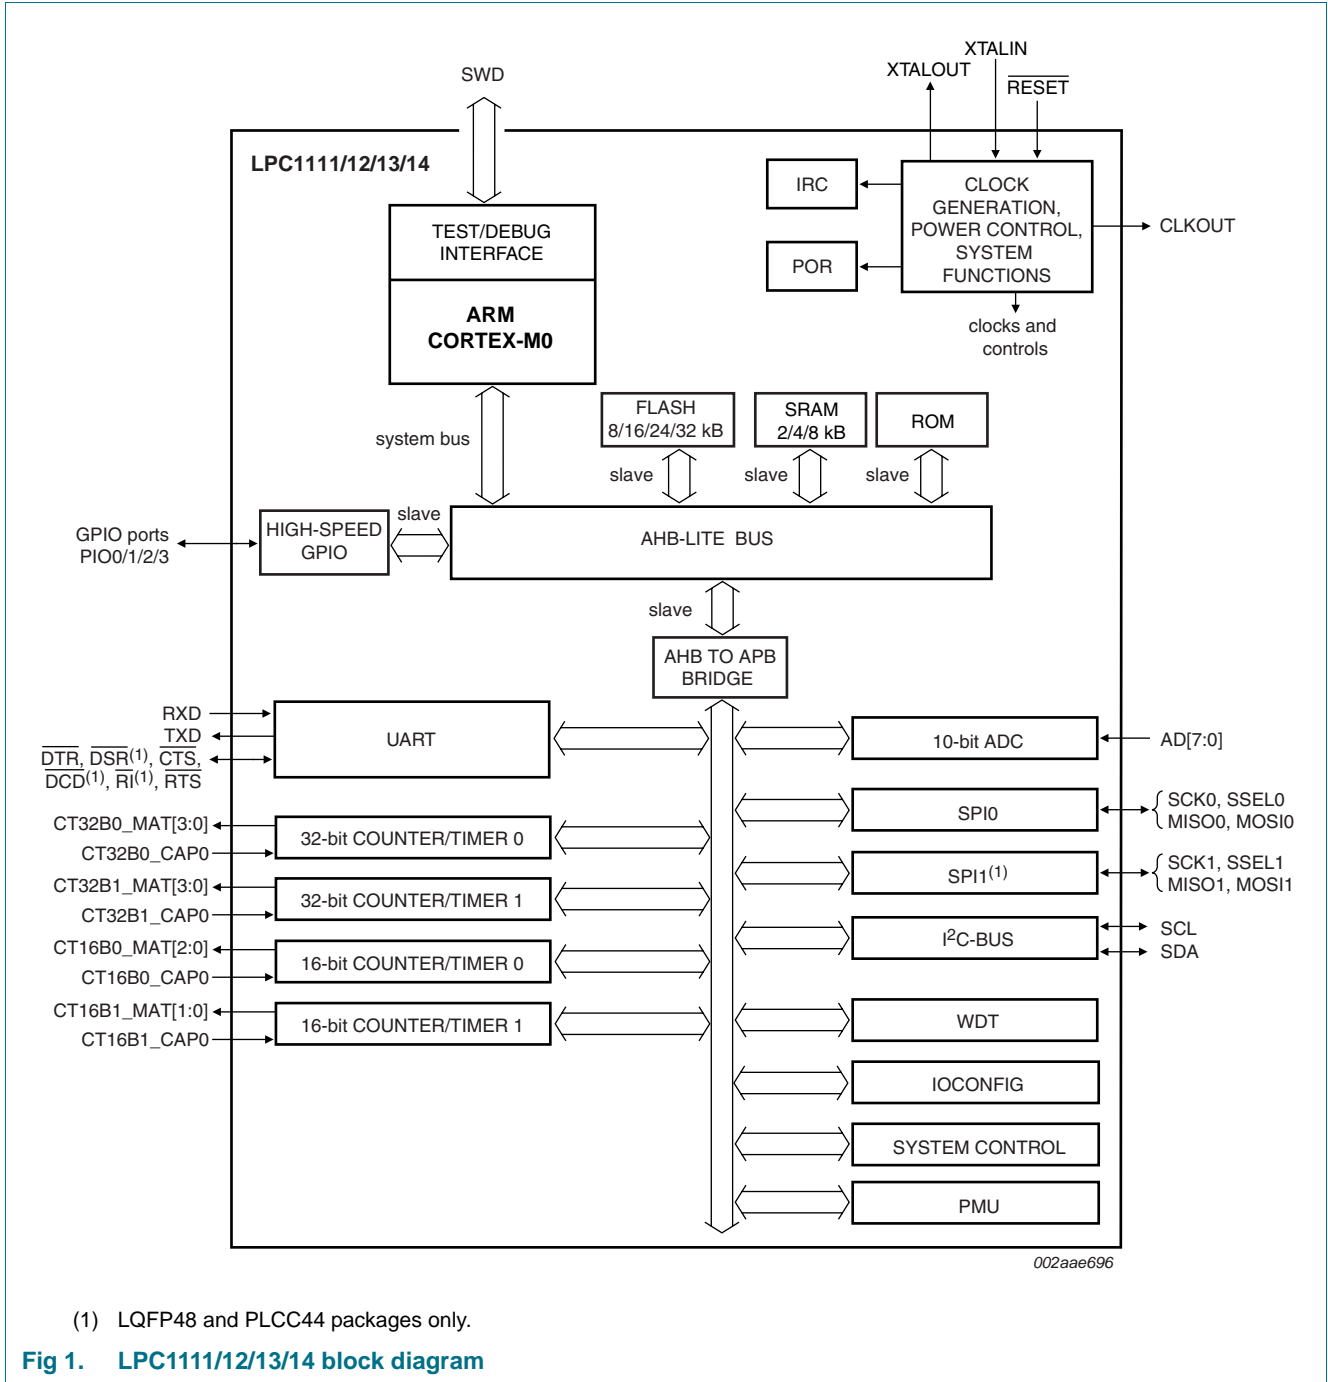 XTALIN
XTALOUT
RESET
SWD
LPC1111/12/13/14
IRC
CLOCK
GENERATION,
POWER CONTROL,
SYSTEM
FUNCTIONS
CLKOUT
POR
TEST/DEBUG
INTERFACE
ARM
CORTEX-M0
clocks and
controls
FLASH
8/16/24/32 kB
SRAM
2/4/8 kB
ROM
system bus
slave
slave
slave
slave
GPIO ports
PIO0/1/2/3
HIGH-SPEED
GPIO
AHB-LITE BUS
slave
AHB TO APB
BRIDGE
RXD
TXD
DTR, DSR(1), CTS,
DCD(1), RI(1), RTS
UART
10-bit ADC
AD[7:0]
CT32B0_MAT[3:0]
CT32B0_CAP0
32-bit COUNTER/TIMER 0
SPI0
SCK0, SSEL0
MISO0, MOSI0
CT32B1_MAT[3:0]
CT32B1_CAP0
32-bit COUNTER/TIMER 1
SPI1(1)
SCK1, SSEL1
MISO1, MOSI1
CT16B0_MAT[2:0]
CT16B0_CAP0
16-bit COUNTER/TIMER 0
I2C-BUS
SCL
SDA
CT16B1_MAT[1:0]
CT16B1_CAP0
16-bit COUNTER/TIMER 1
WDT
IOCONFIG
SYSTEM CONTROL
PMU
002aae696
(1) LQFP48 and PLCC44 packages only.
Fig 1. LPC1111/12/13/14 block diagram